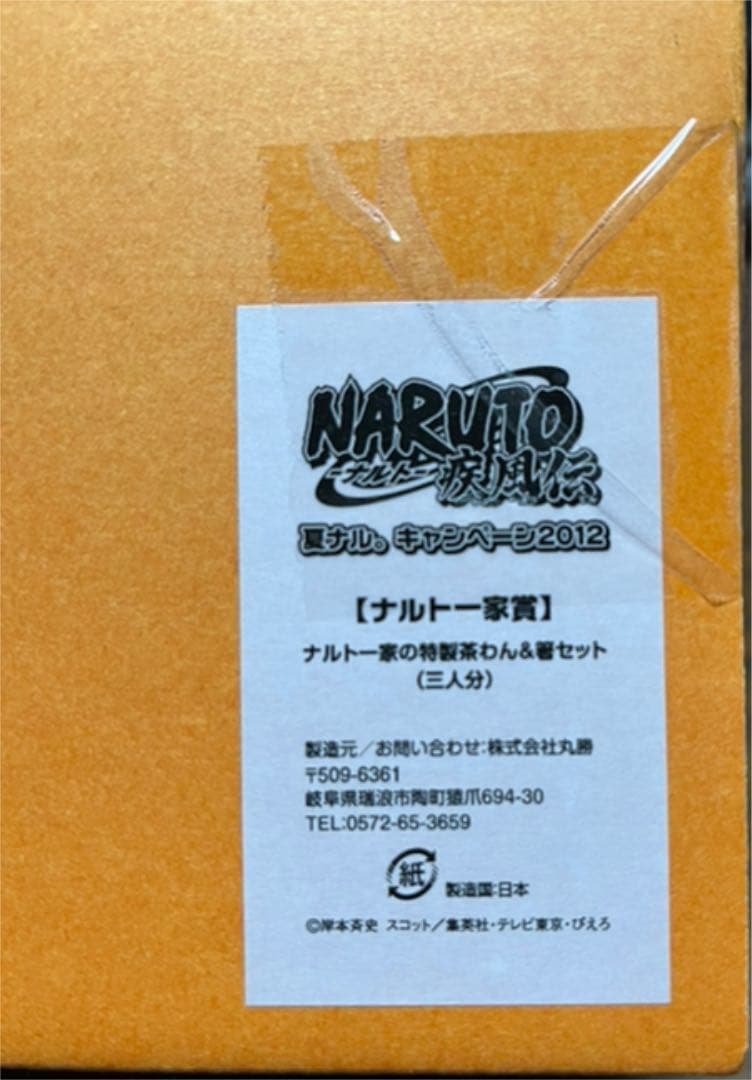 NARUTO
-ナルト- 疾風伝
夏ナル。キャンペーン2012
【ナルト一家賞】
ナルト一家の特製茶わん&箸セット
(三人分)
製造元/お問い合わせ:株式会社丸勝
〒509-6361
岐阜県瑞浪市陶町猿爪694-30
TEL:0572-65-3659
紙 製造国:日本
©岸本斉史 スコット/集英社・テレビ東京・ぴえろ